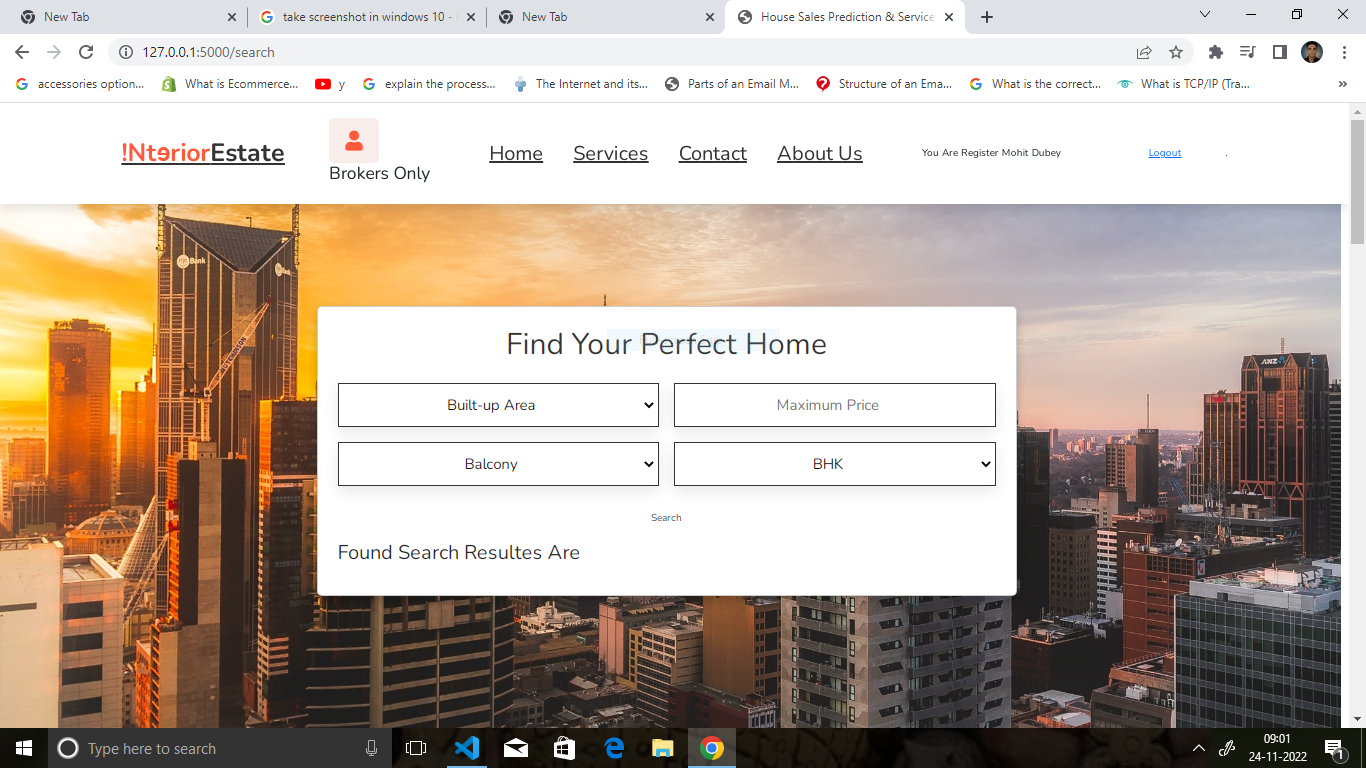 New Tab
take screenshot in windows 10 -
New Tab
House Sales Prediction & Service
127.0.0.1:5000/search
accessories option...
What is Ecommerce...
y
explain the process...
The Internet and its...
Parts of an Email M...
Structure of an Ema...
What is the correct...
What is TCP/IP (Tra...
»
!NtɘriorEstate
Brokers Only
Home
Services
Contact
About Us
You Are Register Mohit Dubey
Logout
.
Find Your Perfect Home
Built-up Area
Maximum Price
Balcony
BHK
Search
Found Search Resultes Are
Type here to search
09:01
24-11-2022
1